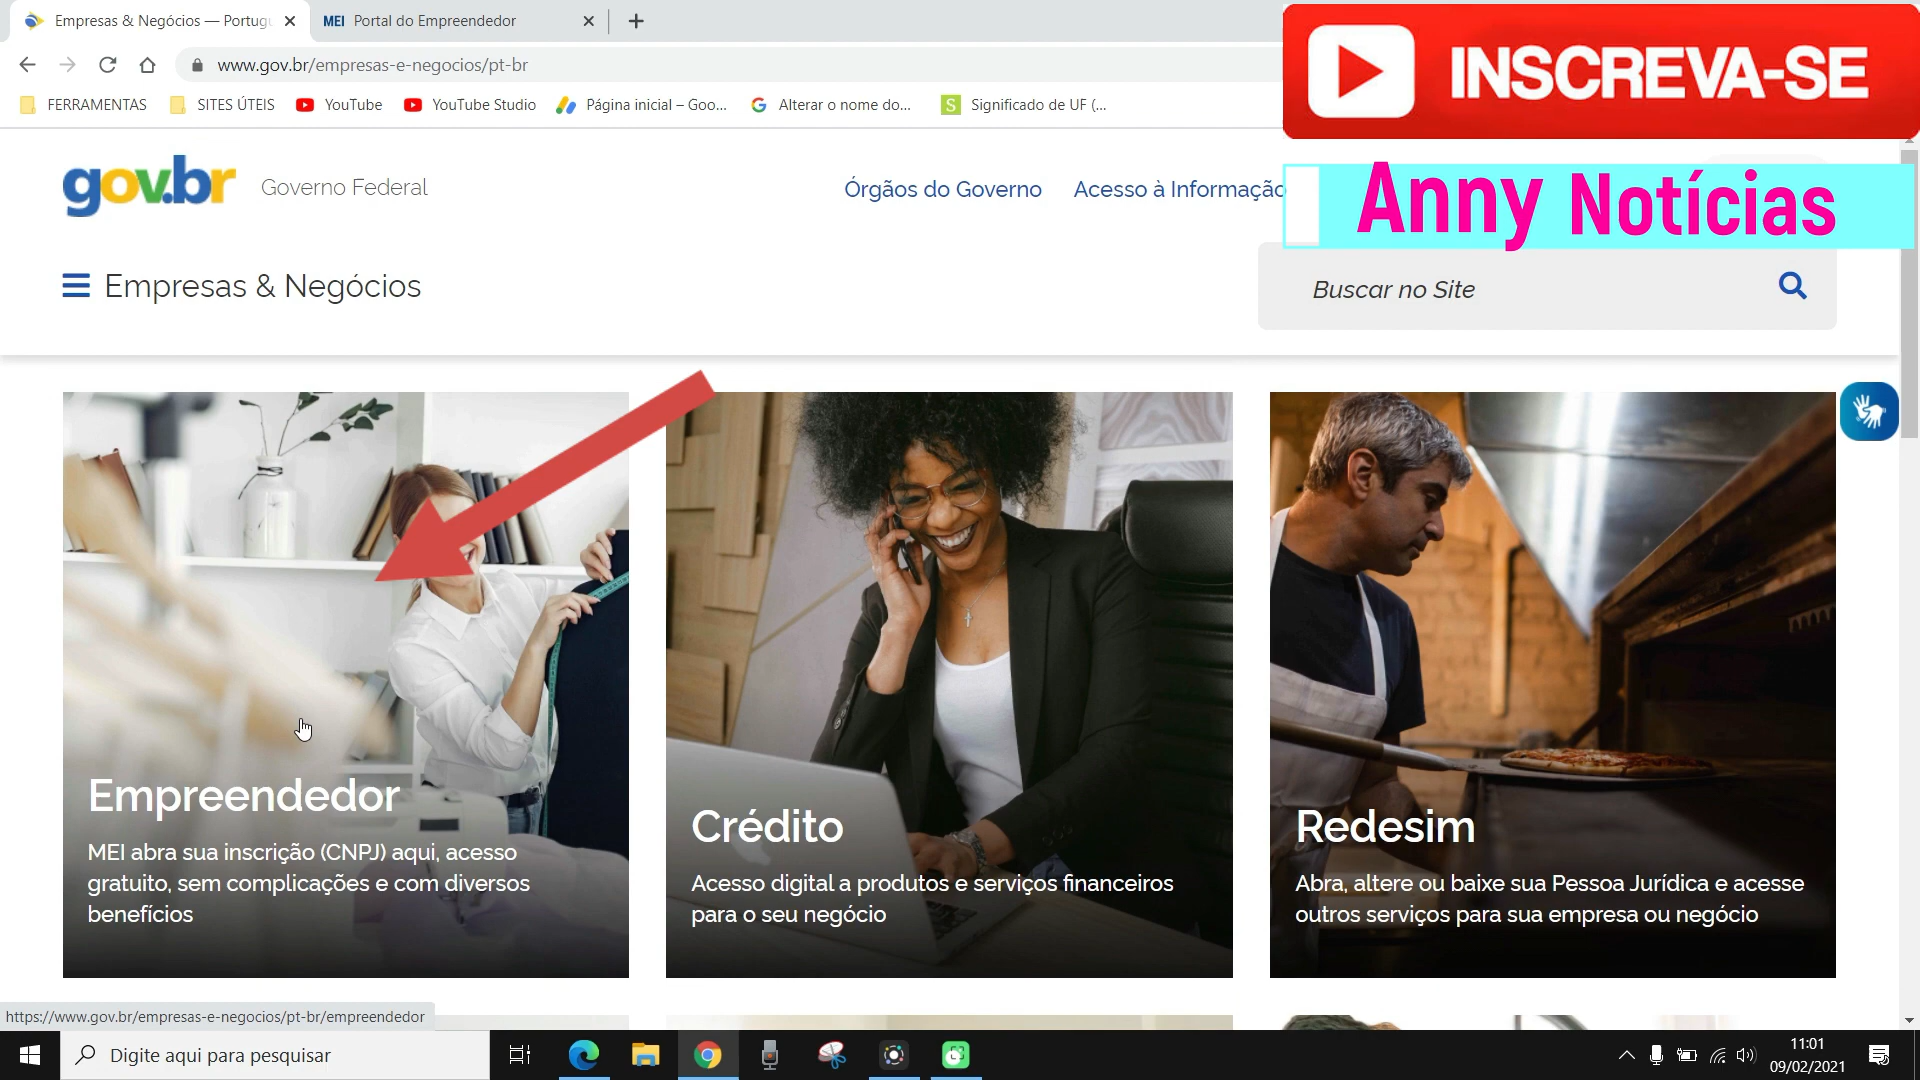 Empresas & Negócios — Portugu
MEI Portal do Empreendedor
www.gov.br/empresas-e-negocios/pt-br
FERRAMENTAS
SITES ÚTEIS
YouTube
YouTube Studio
Página inicial – Goo...
Alterar o nome do...
S Significado de UF (...
INSCREVA-SE
Anny Notícias
gov.br
Governo Federal
Órgãos do Governo
Acesso à Informação
Empresas & Negócios
Buscar no Site
Empreendedor
MEI abra sua inscrição (CNPJ) aqui, acesso
gratuito, sem complicações e com diversos
benefícios
Crédito
Acesso digital a produtos e serviços financeiros
para o seu negócio
Redesim
Abra, altere ou baixe sua Pessoa Jurídica e acesse
outros serviços para sua empresa ou negócio
https://www.gov.br/empresas-e-negocios/pt-br/empreendedor
Digite aqui para pesquisar
11:01
09/02/2021